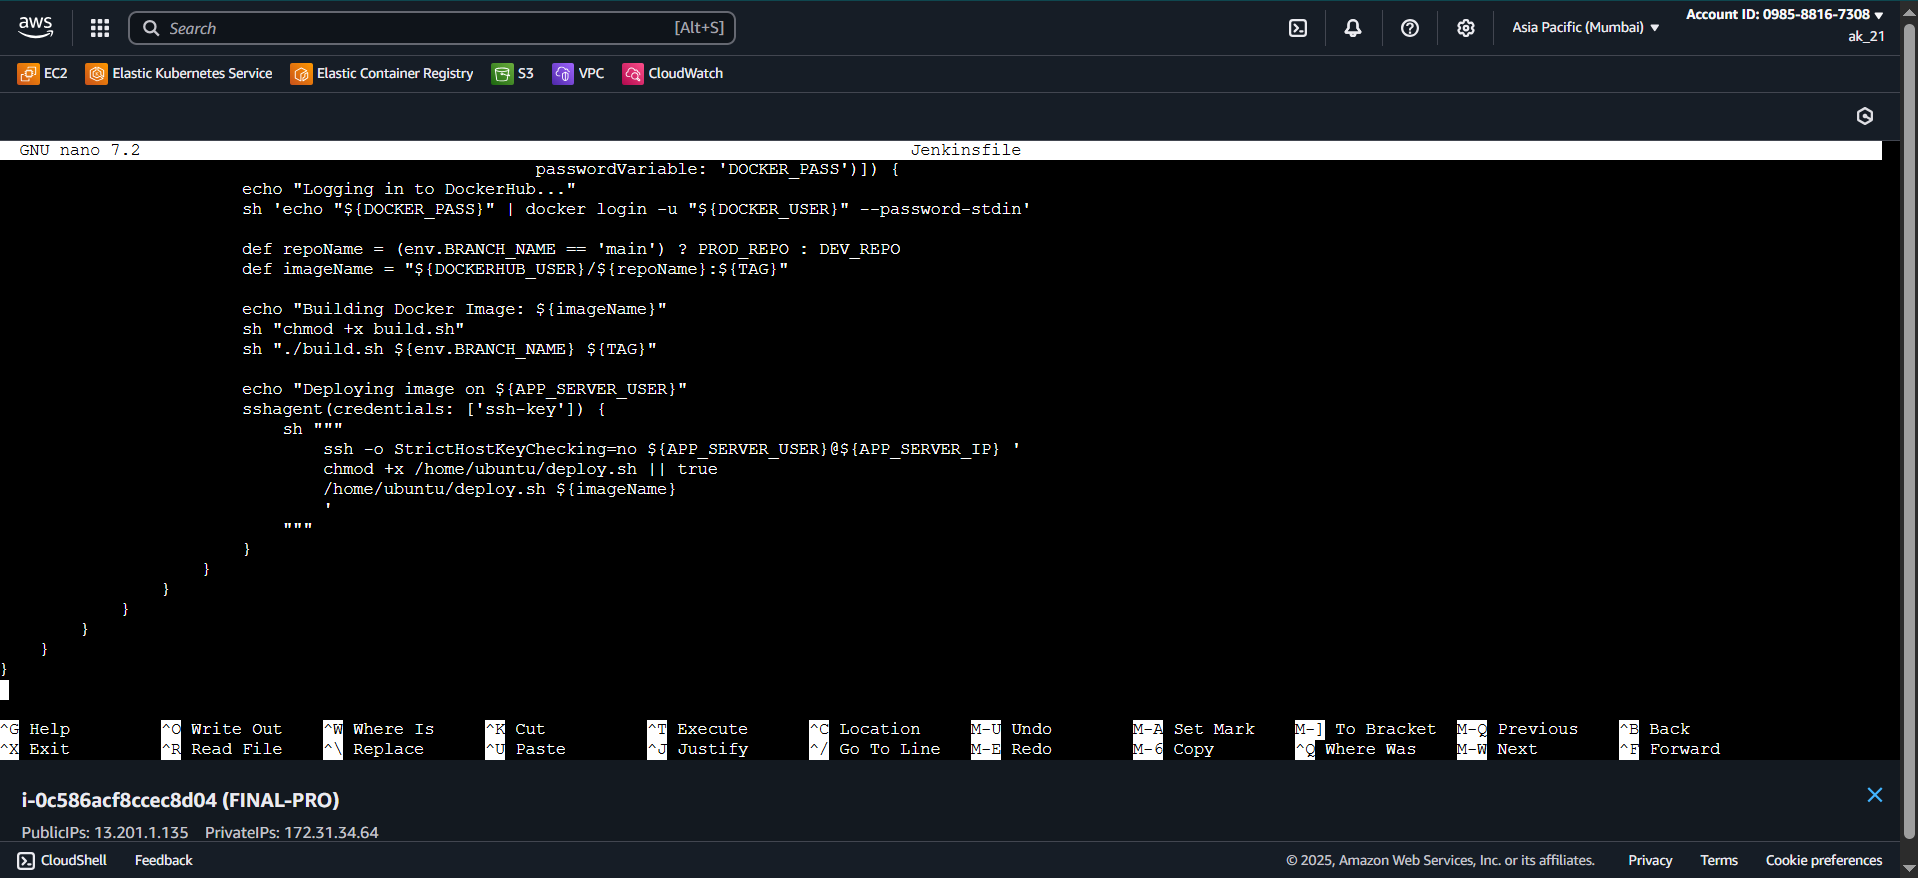 aws
Search [Alt+S]
Asia Pacific (Mumbai) ▼
Account ID: 0985-8816-7308 ▼
ak_21
EC2 Elastic Kubernetes Service Elastic Container Registry S3 VPC CloudWatch
GNU nano 7.2 Jenkinsfile
passwordVariable: 'DOCKER_PASS')]) {
echo "Logging in to DockerHub..."
sh 'echo "${DOCKER_PASS}" | docker login -u "${DOCKER_USER}" --password-stdin'
def repoName = (env.BRANCH_NAME == 'main') ? PROD_REPO : DEV_REPO
def imageName = "${DOCKERHUB_USER}/${repoName}:${TAG}"
echo "Building Docker Image: ${imageName}"
sh "chmod +x build.sh"
sh "./build.sh ${env.BRANCH_NAME} ${TAG}"
echo "Deploying image on ${APP_SERVER_USER}"
sshagent(credentials: ['ssh-key']) {
sh """
ssh -o StrictHostKeyChecking=no ${APP_SERVER_USER}@${APP_SERVER_IP} '
chmod +x /home/ubuntu/deploy.sh || true
/home/ubuntu/deploy.sh ${imageName}
'
"""
}
}
}
}
}
}
}
^G Help ^O Write Out ^W Where Is ^K Cut ^T Execute ^C Location M-U Undo M-A Set Mark M-] To Bracket M-Q Previous ^B Back
^X Exit ^R Read File ^\ Replace ^U Paste ^J Justify ^/ Go To Line M-E Redo M-6 Copy ^Q Where Was M-W Next ^F Forward
i-0c586acf8ccec8d04 (FINAL-PRO)
PublicIPs: 13.201.1.135 PrivateIPs: 172.31.34.64
CloudShell Feedback © 2025, Amazon Web Services, Inc. or its affiliates. Privacy Terms Cookie preferences